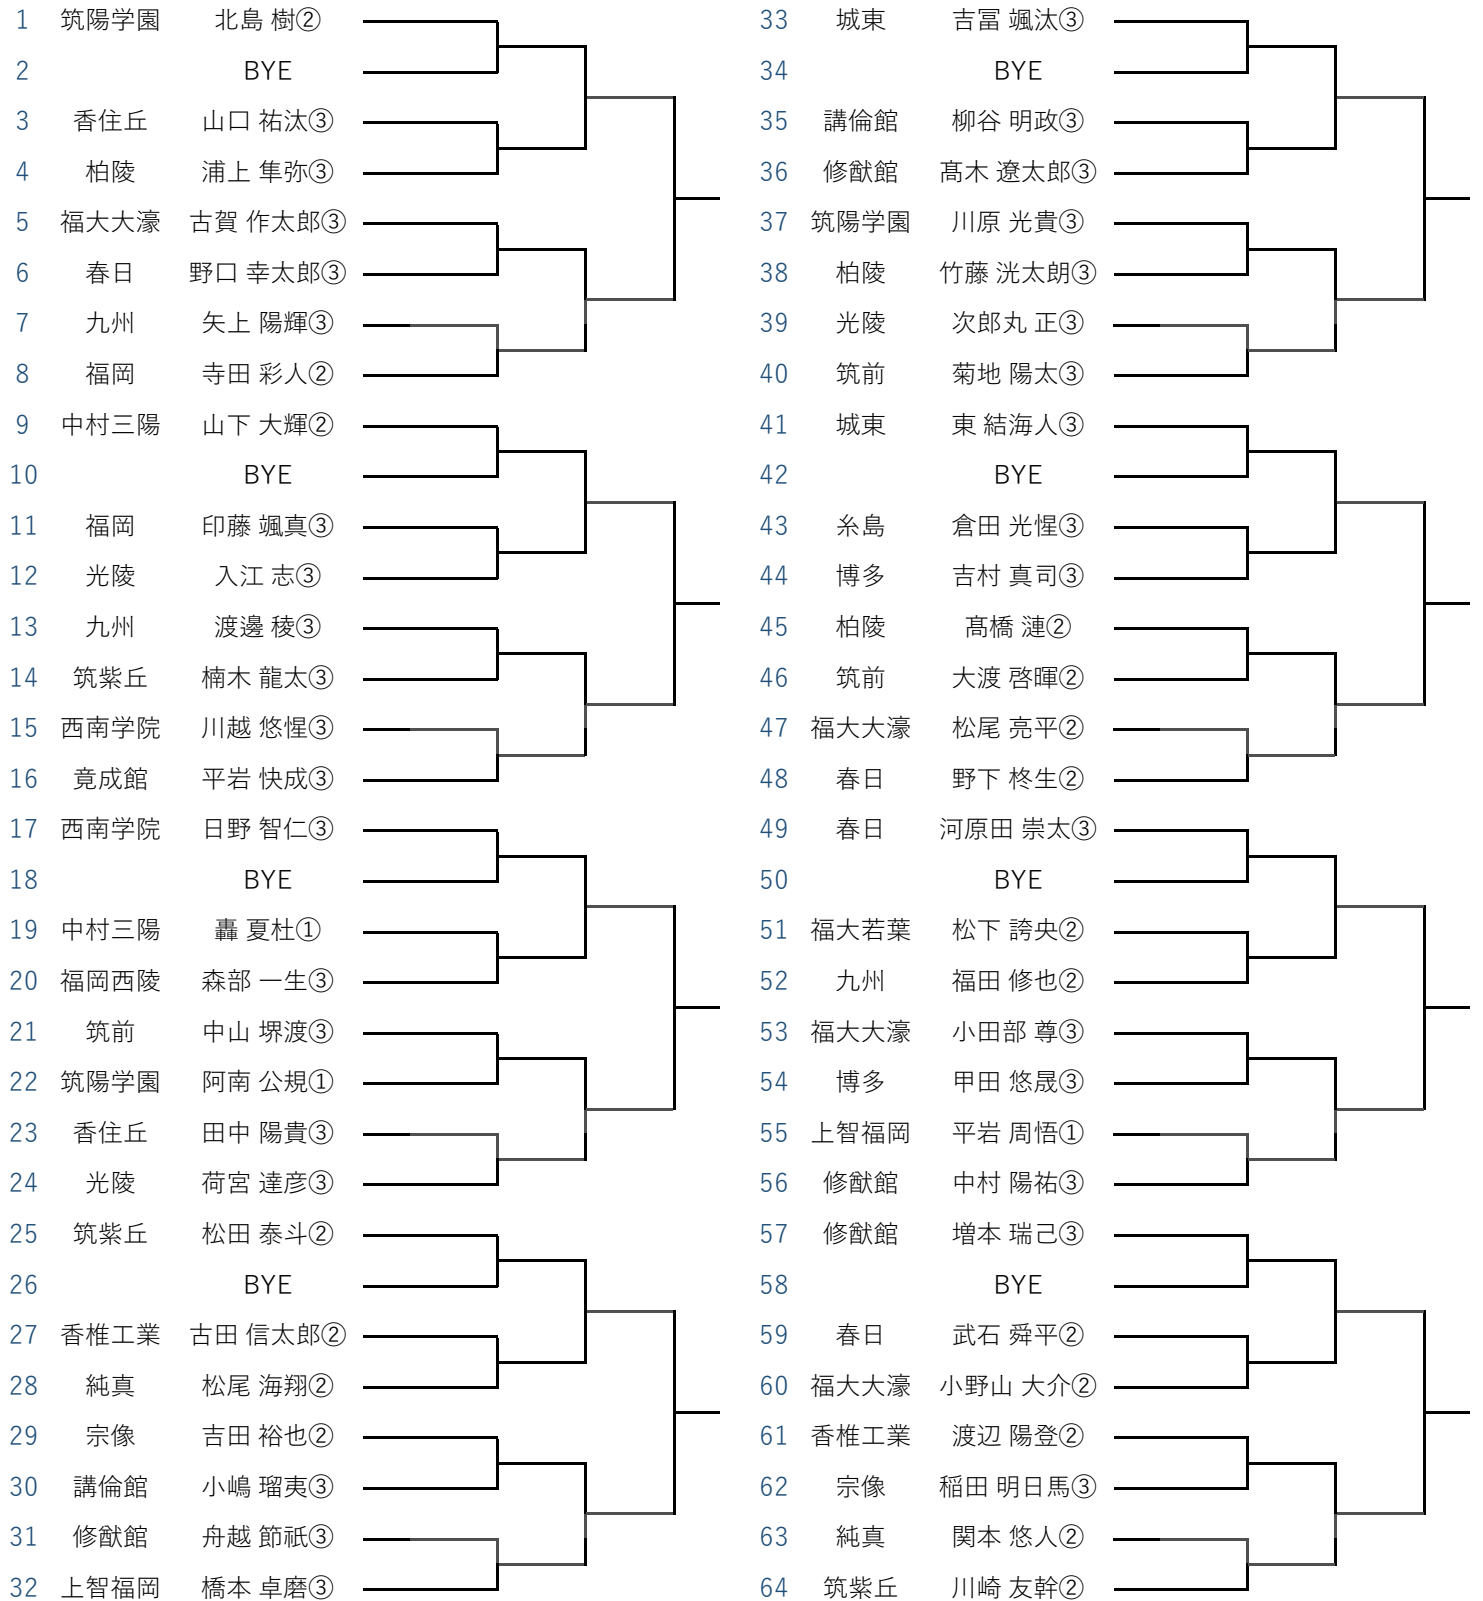 1 筑陽学園 北島 樹②
2 BYE
3 香住丘 山口 祐汰③
4 柏陵 浦上 隼弥③
5 福大大濠 古賀 作太郎③
6 春日 野口 幸太郎③
7 九州 矢上 陽輝③
8 福岡 寺田 彩人②
9 中村三陽 山下 大輝②
10 BYE
11 福岡 印藤 颯真③
12 光陵 入江 志③
13 九州 渡邊 稜③
14 筑紫丘 楠木 龍太③
15 西南学院 川越 悠惺③
16 竟成館 平岩 快成③
17 西南学院 日野 智仁③
18 BYE
19 中村三陽 轟 夏杜①
20 福岡西陵 森部 一生③
21 筑前 中山 堺渡③
22 筑陽学園 阿南 公規①
23 香住丘 田中 陽貴③
24 光陵 荷宮 達彦③
25 筑紫丘 松田 泰斗②
26 BYE
27 香椎工業 古田 信太郎②
28 純真 松尾 海翔②
29 宗像 吉田 裕也②
30 講倫館 小嶋 瑠夷③
31 修猷館 舟越 節祇③
32 上智福岡 橋本 卓磨③
33 城東 吉冨 颯汰③
34 BYE
35 講倫館 柳谷 明政③
36 修猷館 髙木 遼太郎③
37 筑陽学園 川原 光貴③
38 柏陵 竹藤 洸太朗③
39 光陵 次郎丸 正③
40 筑前 菊地 陽太③
41 城東 東 結海人③
42 BYE
43 糸島 倉田 光惺③
44 博多 吉村 真司③
45 柏陵 髙橋 漣②
46 筑前 大渡 啓暉②
47 福大大濠 松尾 亮平②
48 春日 野下 柊生②
49 春日 河原田 崇太③
50 BYE
51 福大若葉 松下 誇央②
52 九州 福田 修也②
53 福大大濠 小田部 尊③
54 博多 甲田 悠晟③
55 上智福岡 平岩 周悟①
56 修猷館 中村 陽祐③
57 修猷館 増本 瑞己③
58 BYE
59 春日 武石 舜平②
60 福大大濠 小野山 大介②
61 香椎工業 渡辺 陽登②
62 宗像 稲田 明日馬③
63 純真 関本 悠人②
64 筑紫丘 川崎 友幹②